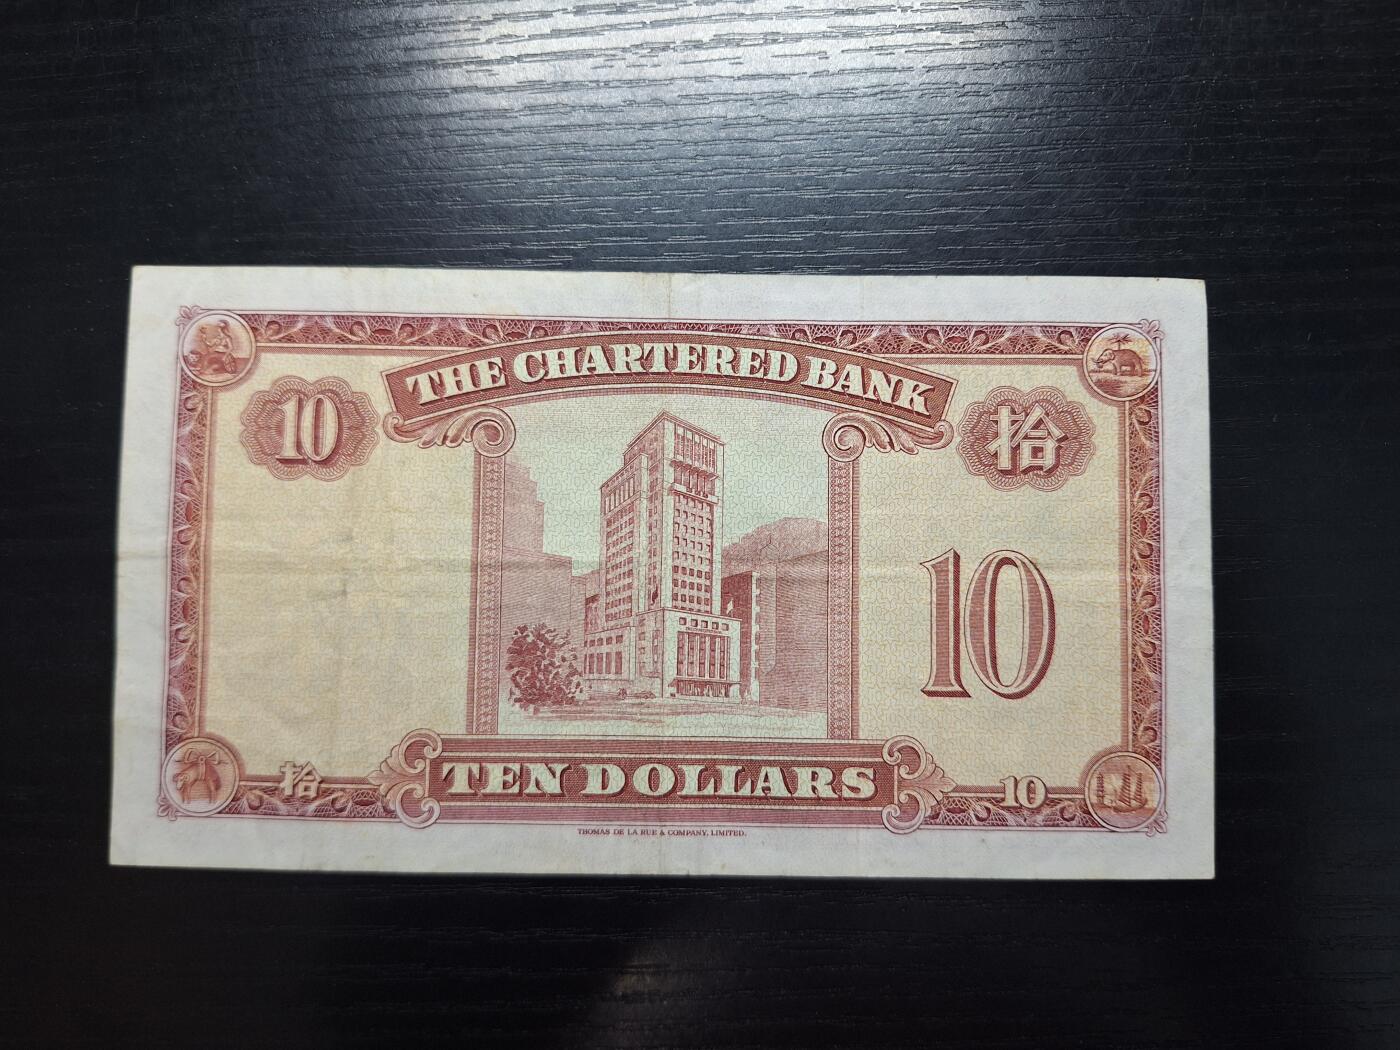 THE CHARTERED BANK
10
拾
10
TEN DOLLARS
拾
10
THOMAS DE LA RUE & COMPANY, LIMITED.